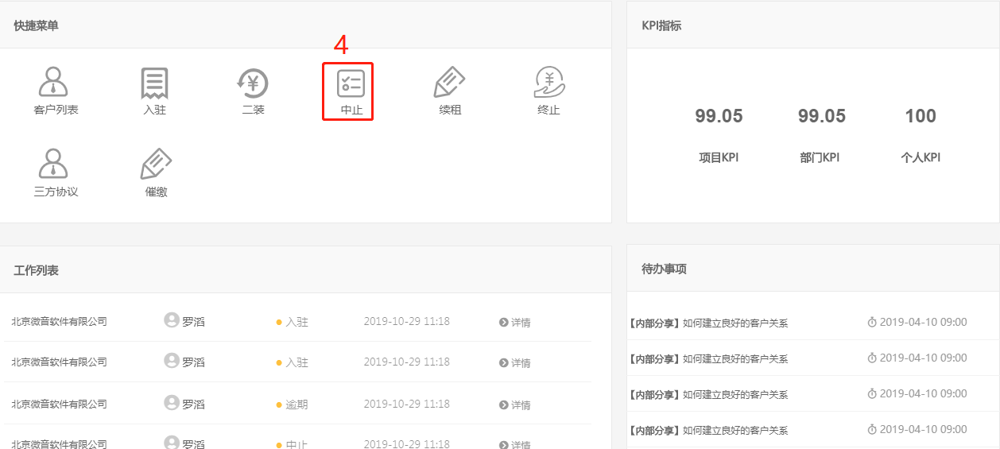 快捷菜单
4
客户列表 入驻 二装 中止 续租 终止
三方协议 催缴
KPI指标
99.05 99.05 100
项目KPI 部门KPI 个人KPI
工作列表
北京微音软件有限公司 罗滔 入驻 2019-10-29 11:18 详情
北京微音软件有限公司 罗滔 入驻 2019-10-29 11:18 详情
北京微音软件有限公司 罗滔 逾期 2019-10-29 11:18 详情
北京微音软件有限公司 罗滔 中止 2019-10-29 11:18 详情
待办事项
【内部分享】如何建立良好的客户关系 2019-04-10 09:00
【内部分享】如何建立良好的客户关系 2019-04-10 09:00
【内部分享】如何建立良好的客户关系 2019-04-10 09:00
【内部分享】如何建立良好的客户关系 2019-04-10 09:00